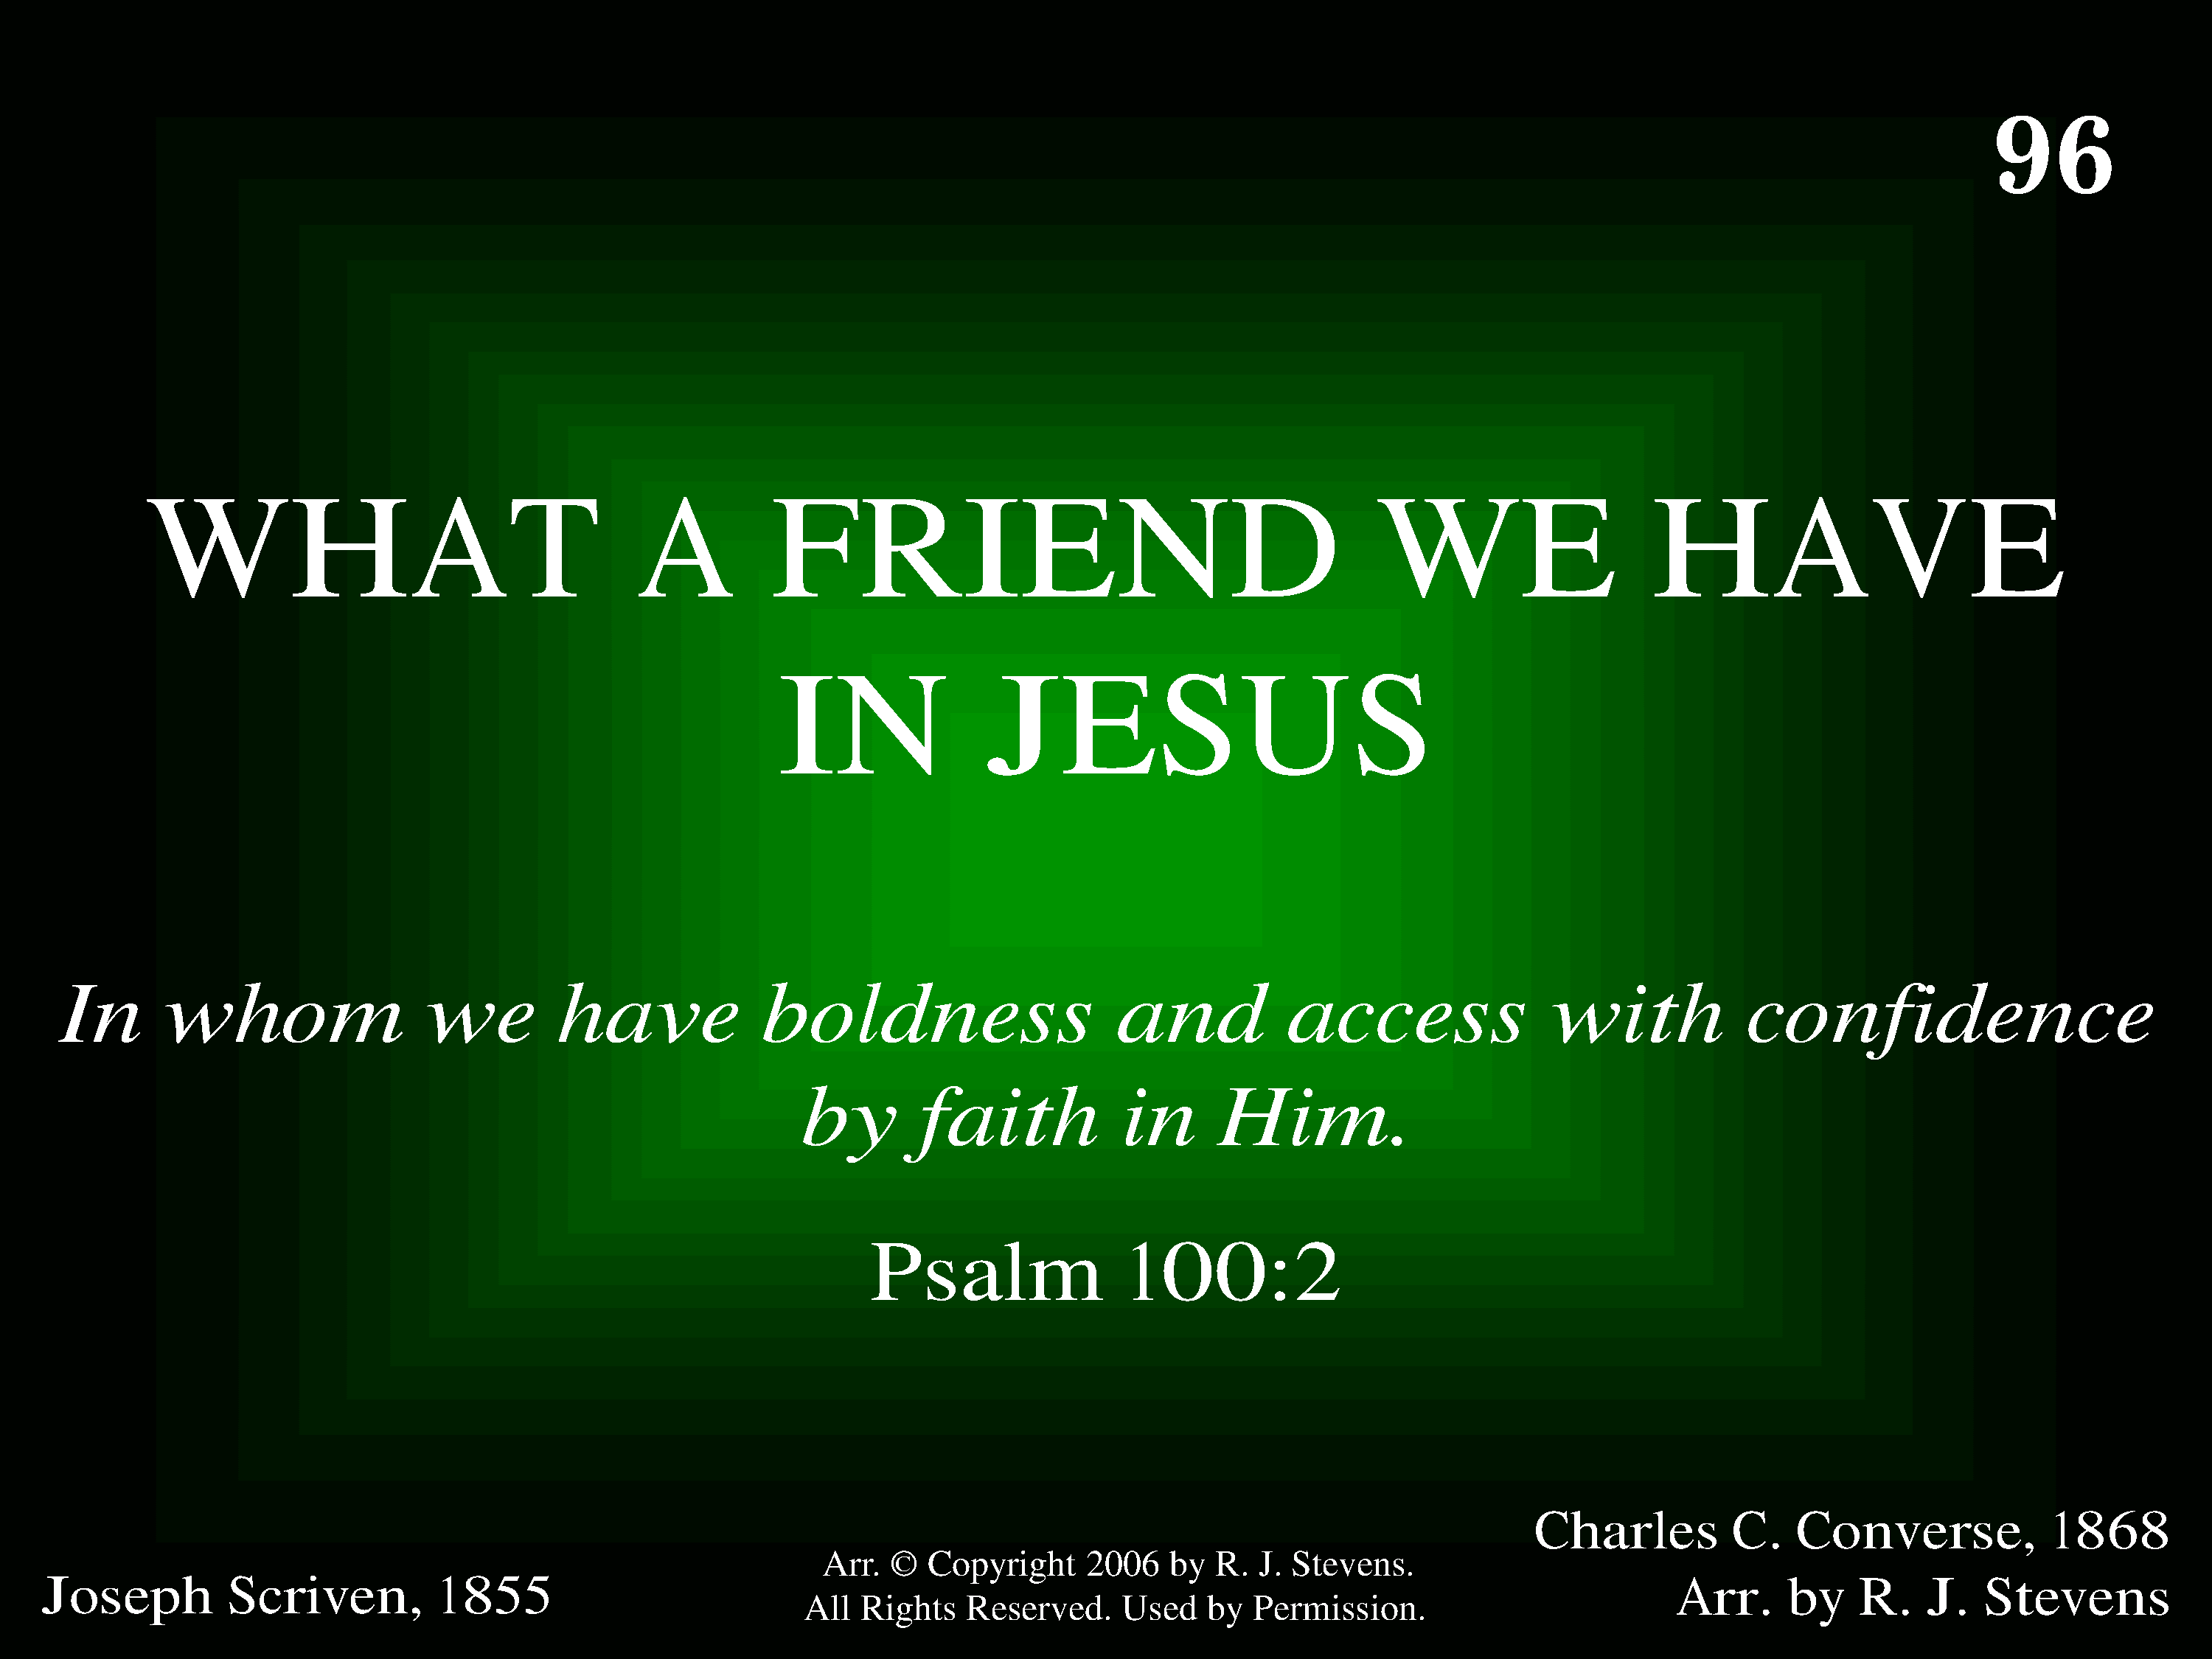 96
WHAT A FRIEND WE HAVE
IN JESUS
In whom we have boldness and access with confidence
by faith in Him.
Psalm 100:2
Joseph Scriven, 1855
Arr. © Copyright 2006 by R. J. Stevens.
All Rights Reserved. Used by Permission.
Charles C. Converse, 1868
Arr. by R. J. Stevens